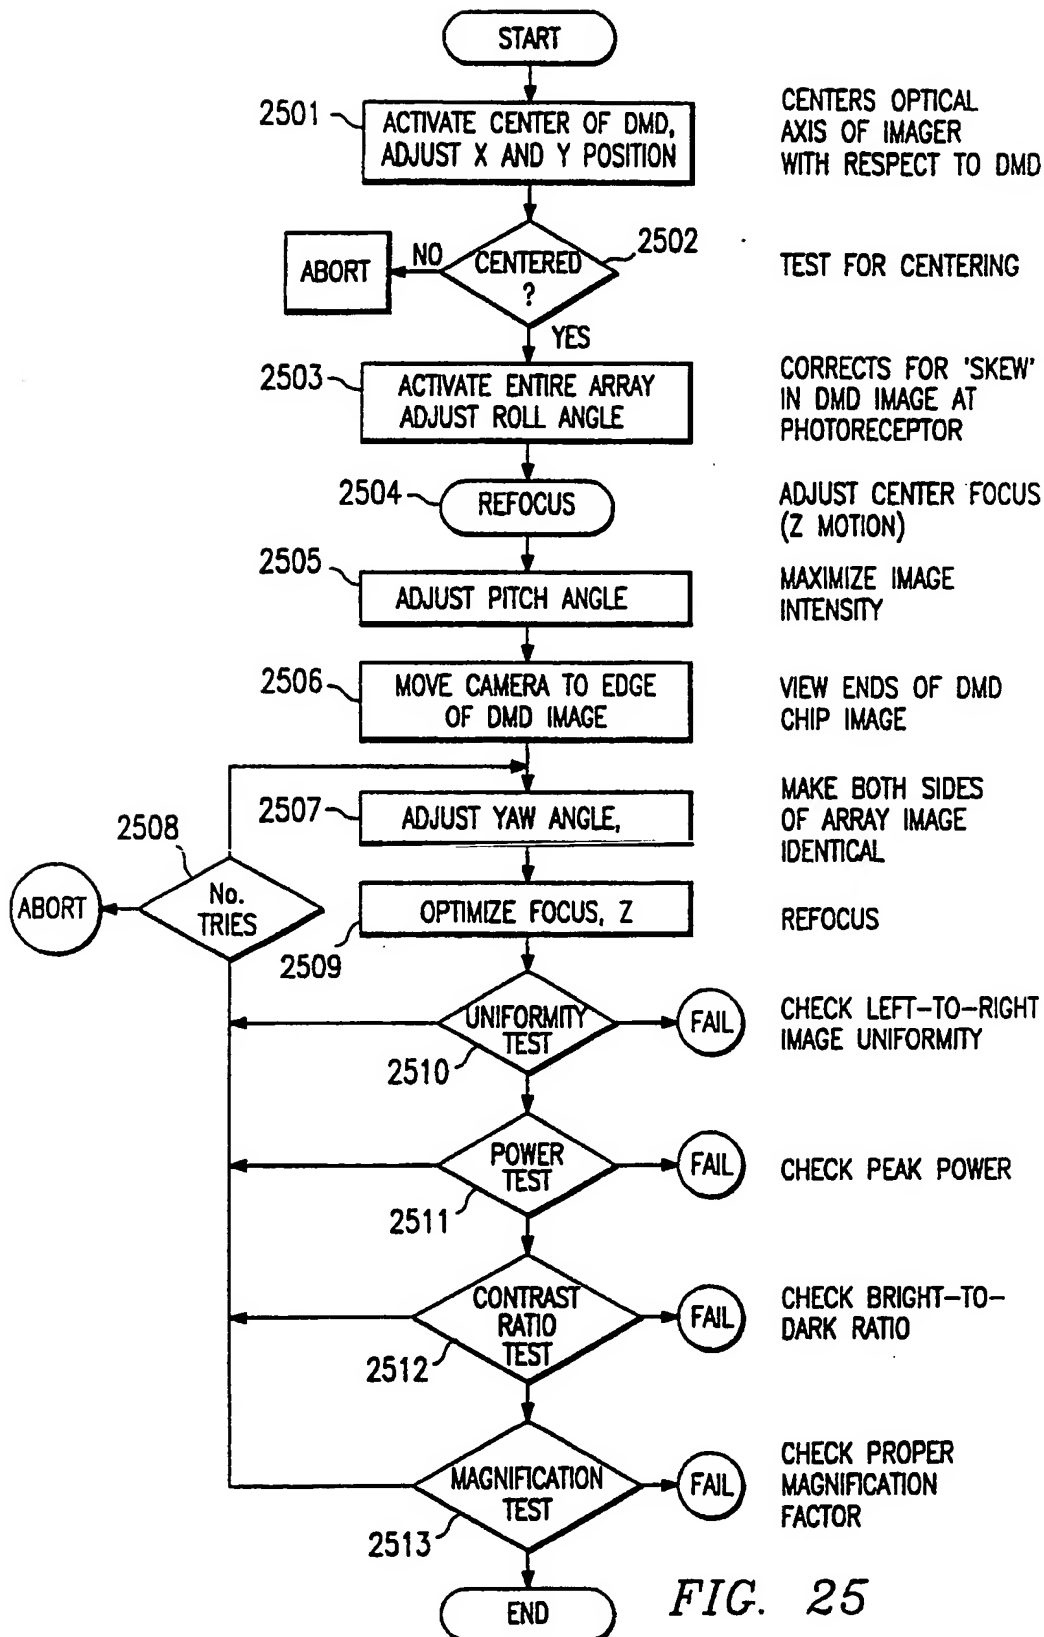 START
2501
ACTIVATE CENTER OF DMD,
ADJUST X AND Y POSITION
CENTERS OPTICAL
AXIS OF IMAGER
WITH RESPECT TO DMD
2502
NO
ABORT
CENTERED
?
TEST FOR CENTERING
YES
2503
ACTIVATE ENTIRE ARRAY
ADJUST ROLL ANGLE
CORRECTS FOR 'SKEW'
IN DMD IMAGE AT
PHOTORECEPTOR
2504
REFOCUS
ADJUST CENTER FOCUS
(Z MOTION)
2505
ADJUST PITCH ANGLE
MAXIMIZE IMAGE
INTENSITY
2506
MOVE CAMERA TO EDGE
OF DMD IMAGE
VIEW ENDS OF DMD
CHIP IMAGE
2507
ADJUST YAW ANGLE,
MAKE BOTH SIDES
OF ARRAY IMAGE
IDENTICAL
2508
ABORT
No.
TRIES
OPTIMIZE FOCUS, Z
REFOCUS
2509
UNIFORMITY
TEST
2510
FAIL
CHECK LEFT-TO-RIGHT
IMAGE UNIFORMITY
POWER
TEST
2511
FAIL
CHECK PEAK POWER
CONTRAST
RATIO
TEST
2512
FAIL
CHECK BRIGHT-TO-
DARK RATIO
MAGNIFICATION
TEST
2513
FAIL
CHECK PROPER
MAGNIFICATION
FACTOR
END
FIG. 25